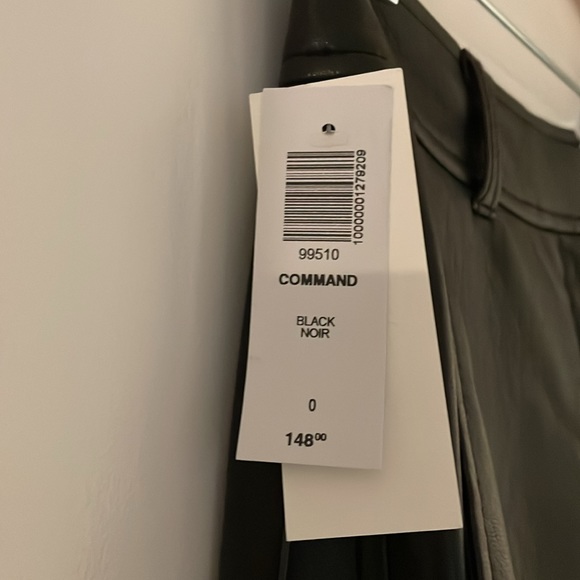 10000001279209
99510
COMMAND
BLACK
NOIR
0
148⁰⁰